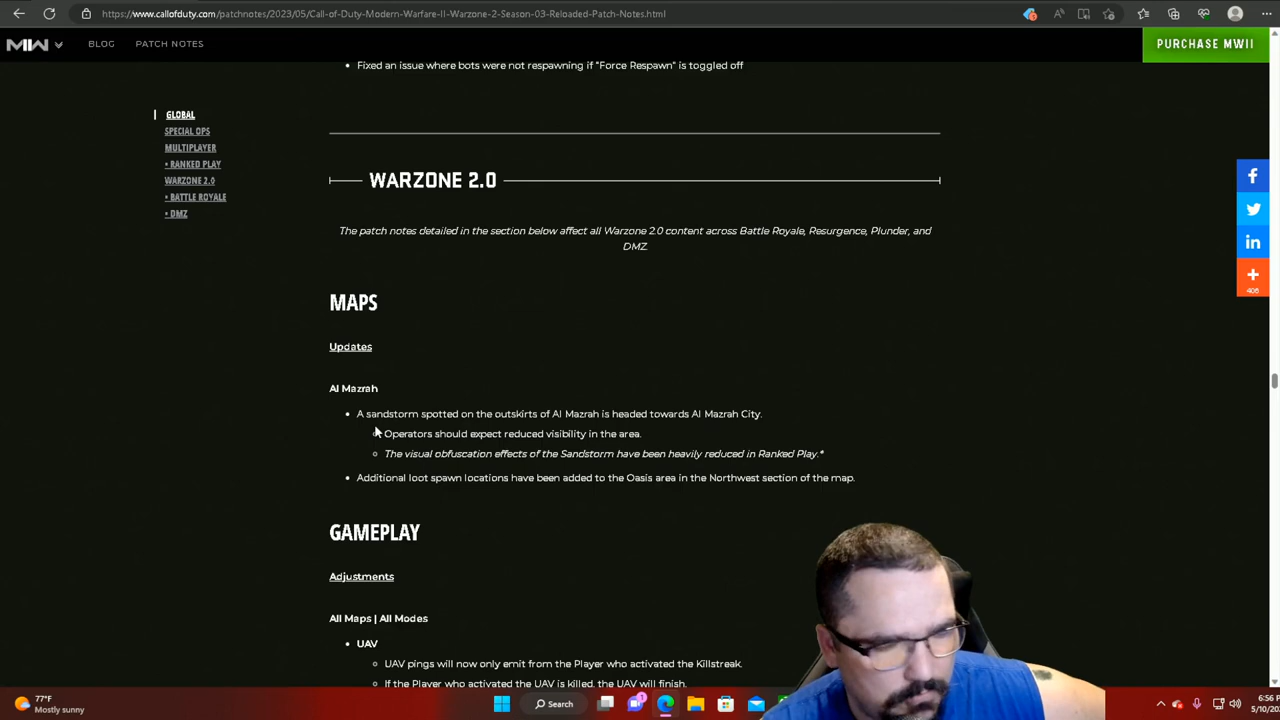 https://www.callofduty.com/patchnotes/2023/05/Call-of-Duty-Modern-Warfare-II-Warzone-2-Season-03-Reloaded-Patch-Notes.html
MWII
BLOG
PATCH NOTES
PURCHASE MWII
• Fixed an issue where bots were not respawning if "Force Respawn" is toggled off
GLOBAL
SPECIAL OPS
MULTIPLAYER
• RANKED PLAY
WARZONE 2.0
• BATTLE ROYALE
• DMZ
WARZONE 2.0
The patch notes detailed in the section below affect all Warzone 2.0 content across Battle Royale, Resurgence, Plunder, and
DMZ.
MAPS
Updates
Al Mazrah
• A sandstorm spotted on the outskirts of Al Mazrah is headed towards Al Mazrah City.
Operators should expect reduced visibility in the area.
The visual obfuscation effects of the Sandstorm have been heavily reduced in Ranked Play.*
• Additional loot spawn locations have been added to the Oasis area in the Northwest section of the map.
GAMEPLAY
Adjustments
All Maps | All Modes
• UAV
UAV pings will now only emit from the Player who activated the Killstreak.
If the Player who activated the UAV is killed, the UAV will finish.
77°F
Mostly sunny
Search
6:56 P
5/10/20